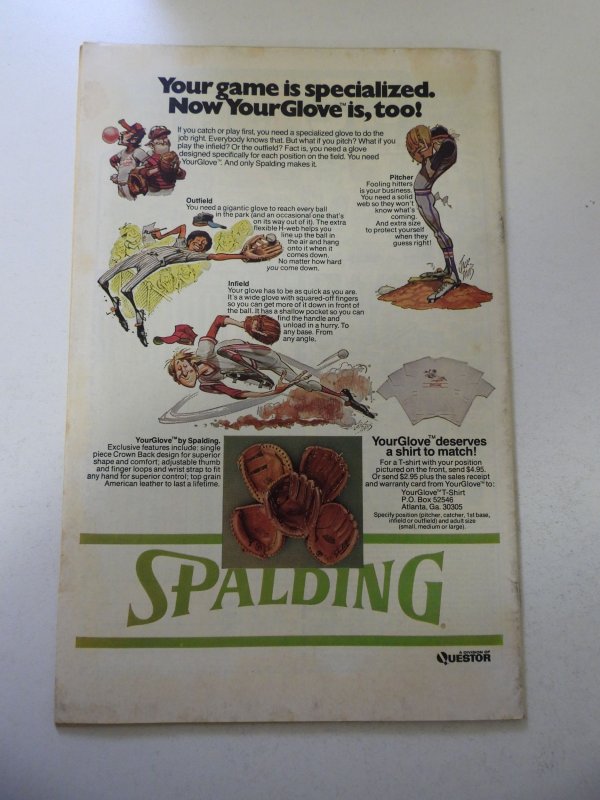 Your game is specialized.
Now YourGlove™ is, too!
If you catch or play first, you need a specialized glove to do the
job right. Everybody knows that. But what if you pitch? What if you
play the infield? Or the outfield? Fact is, you need a glove
designed specifically for each position on the field. You need
YourGlove™. And only Spalding makes it.
Outfield
You need a gigantic glove to reach every ball
in the park (and an occasional one that's
on its way out of it). The extra
flexible H-web helps you
line up the ball in
the air and hang
onto it when it
comes down.
No matter how hard
you come down.
Pitcher
Fooling hitters
is your business.
You need a solid
web so they won't
know what's
coming.
And extra size
to protect yourself
when they
guess right!
Infield
Your glove has to be as quick as you are.
It's a wide glove with squared-off fingers
so you can get more of it down in front of
the ball. It has a shallow pocket so you can
find the handle and
unload in a hurry. To
any base. From
any angle.
YourGlove™ by Spalding.
Exclusive features include: single
piece Crown Back design for superior
shape and comfort; adjustable thumb
and finger loops and wrist strap to fit
any hand for superior control; top grain
American leather to last a lifetime.
YourGlove™ deserves
a shirt to match!
For a T-shirt with your position
pictured on the front, send $4.95.
Or send $2.95 plus the sales receipt
and warranty card from YourGlove™ to:
YourGlove™ T-Shirt
P.O. Box 52546
Atlanta, Ga. 30305
Specify position (pitcher, catcher, 1st base,
infield or outfield) and adult size
(small, medium or large).
SPALDING®
A DIVISION OF
QUESTOR